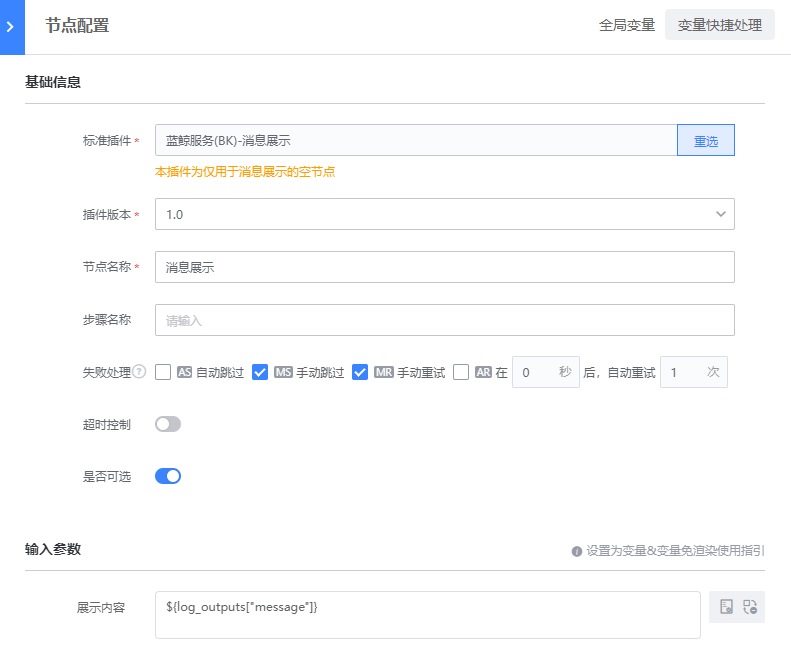 节点配置 全局变量 变量快捷处理
基础信息
标准插件 * 蓝鲸服务(BK)-消息展示 重选
本插件为仅用于消息展示的空节点
插件版本 * 1.0
节点名称 * 消息展示
步骤名称 请输入
失败处理 ? AS 自动跳过 MS 手动跳过 MR 手动重试 AR 在 0 秒 后，自动重试 1 次
超时控制
是否可选
输入参数 设置为变量&变量免渲染使用指引
展示内容 ${log_outputs["message"]}